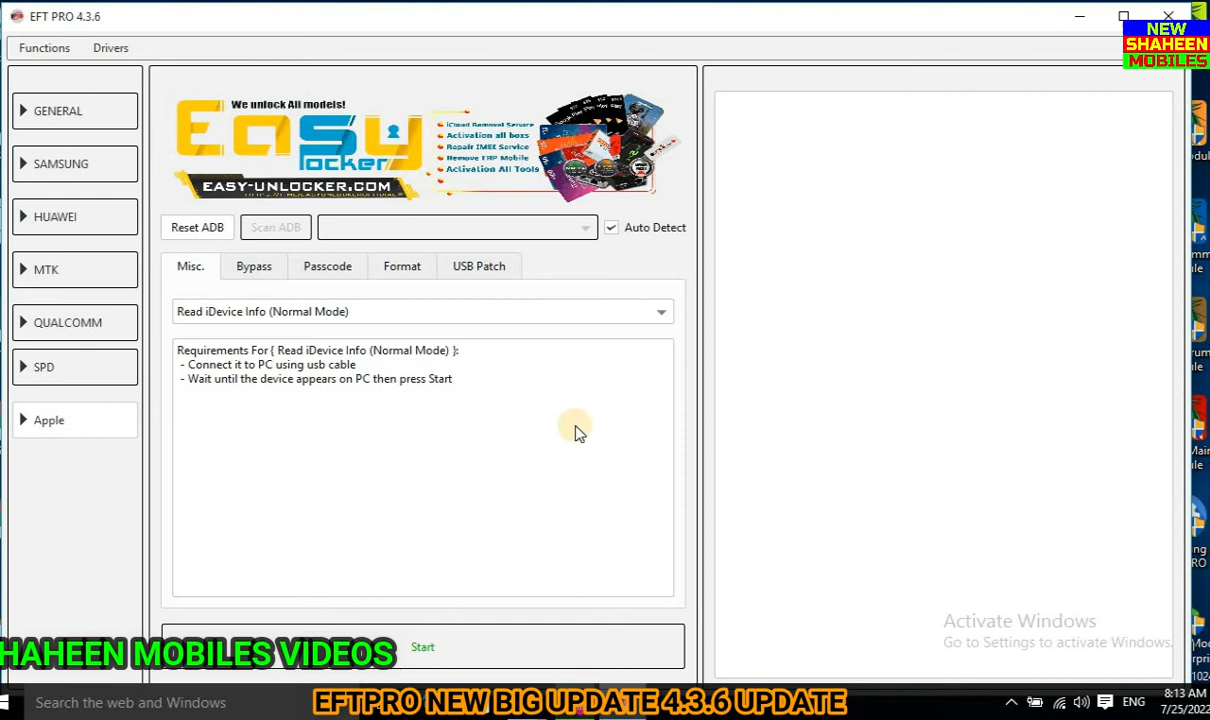 EFT PRO 4.3.6
NEW
SHAHEEN
MOBILES
Functions
Drivers
GENERAL
SAMSUNG
HUAWEI
MTK
QUALCOMM
SPD
Apple
We unlock All models!
Easy
locker
EASY-UNLOCKER.COM
iCloud Removal Service
Activation all boxs
Repair IMEI Service
Remove FRP Mobile
Activation All Tools
Reset ADB
Scan ADB
Auto Detect
Misc.
Bypass
Passcode
Format
USB Patch
Read iDevice Info (Normal Mode)
Requirements For { Read iDevice Info (Normal Mode) }:
- Connect it to PC using usb cable
- Wait until the device appears on PC then press Start
Start
Activate Windows
Go to Settings to activate Windows.
HAHEEN MOBILES VIDEOS
Search the web and Windows
EFTPRO NEW BIG UPDATE 4.3.6 UPDATE
ENG
8:13 AM
7/25/2022